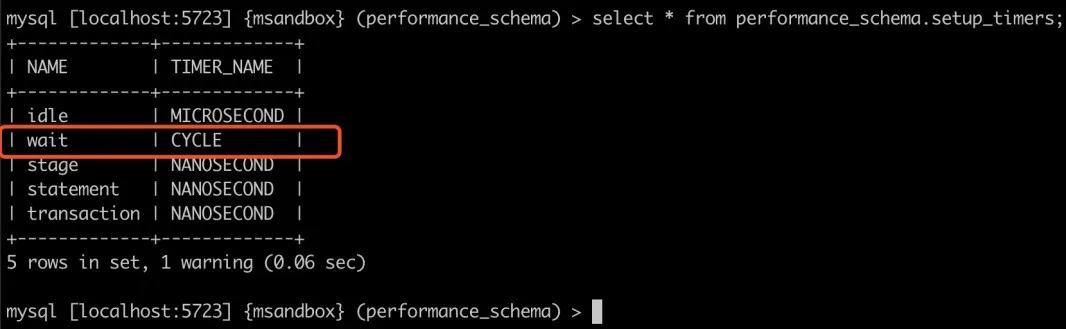 mysql [localhost:5723] {msandbox} (performance_schema) > select * from performance_schema.setup_timers;
+-------------+-------------+
| NAME        | TIMER_NAME  |
+-------------+-------------+
| idle        | MICROSECOND |
| wait        | CYCLE       |
| stage       | NANOSECOND  |
| statement   | NANOSECOND  |
| transaction | NANOSECOND  |
+-------------+-------------+
5 rows in set, 1 warning (0.06 sec)
mysql [localhost:5723] {msandbox} (performance_schema) >